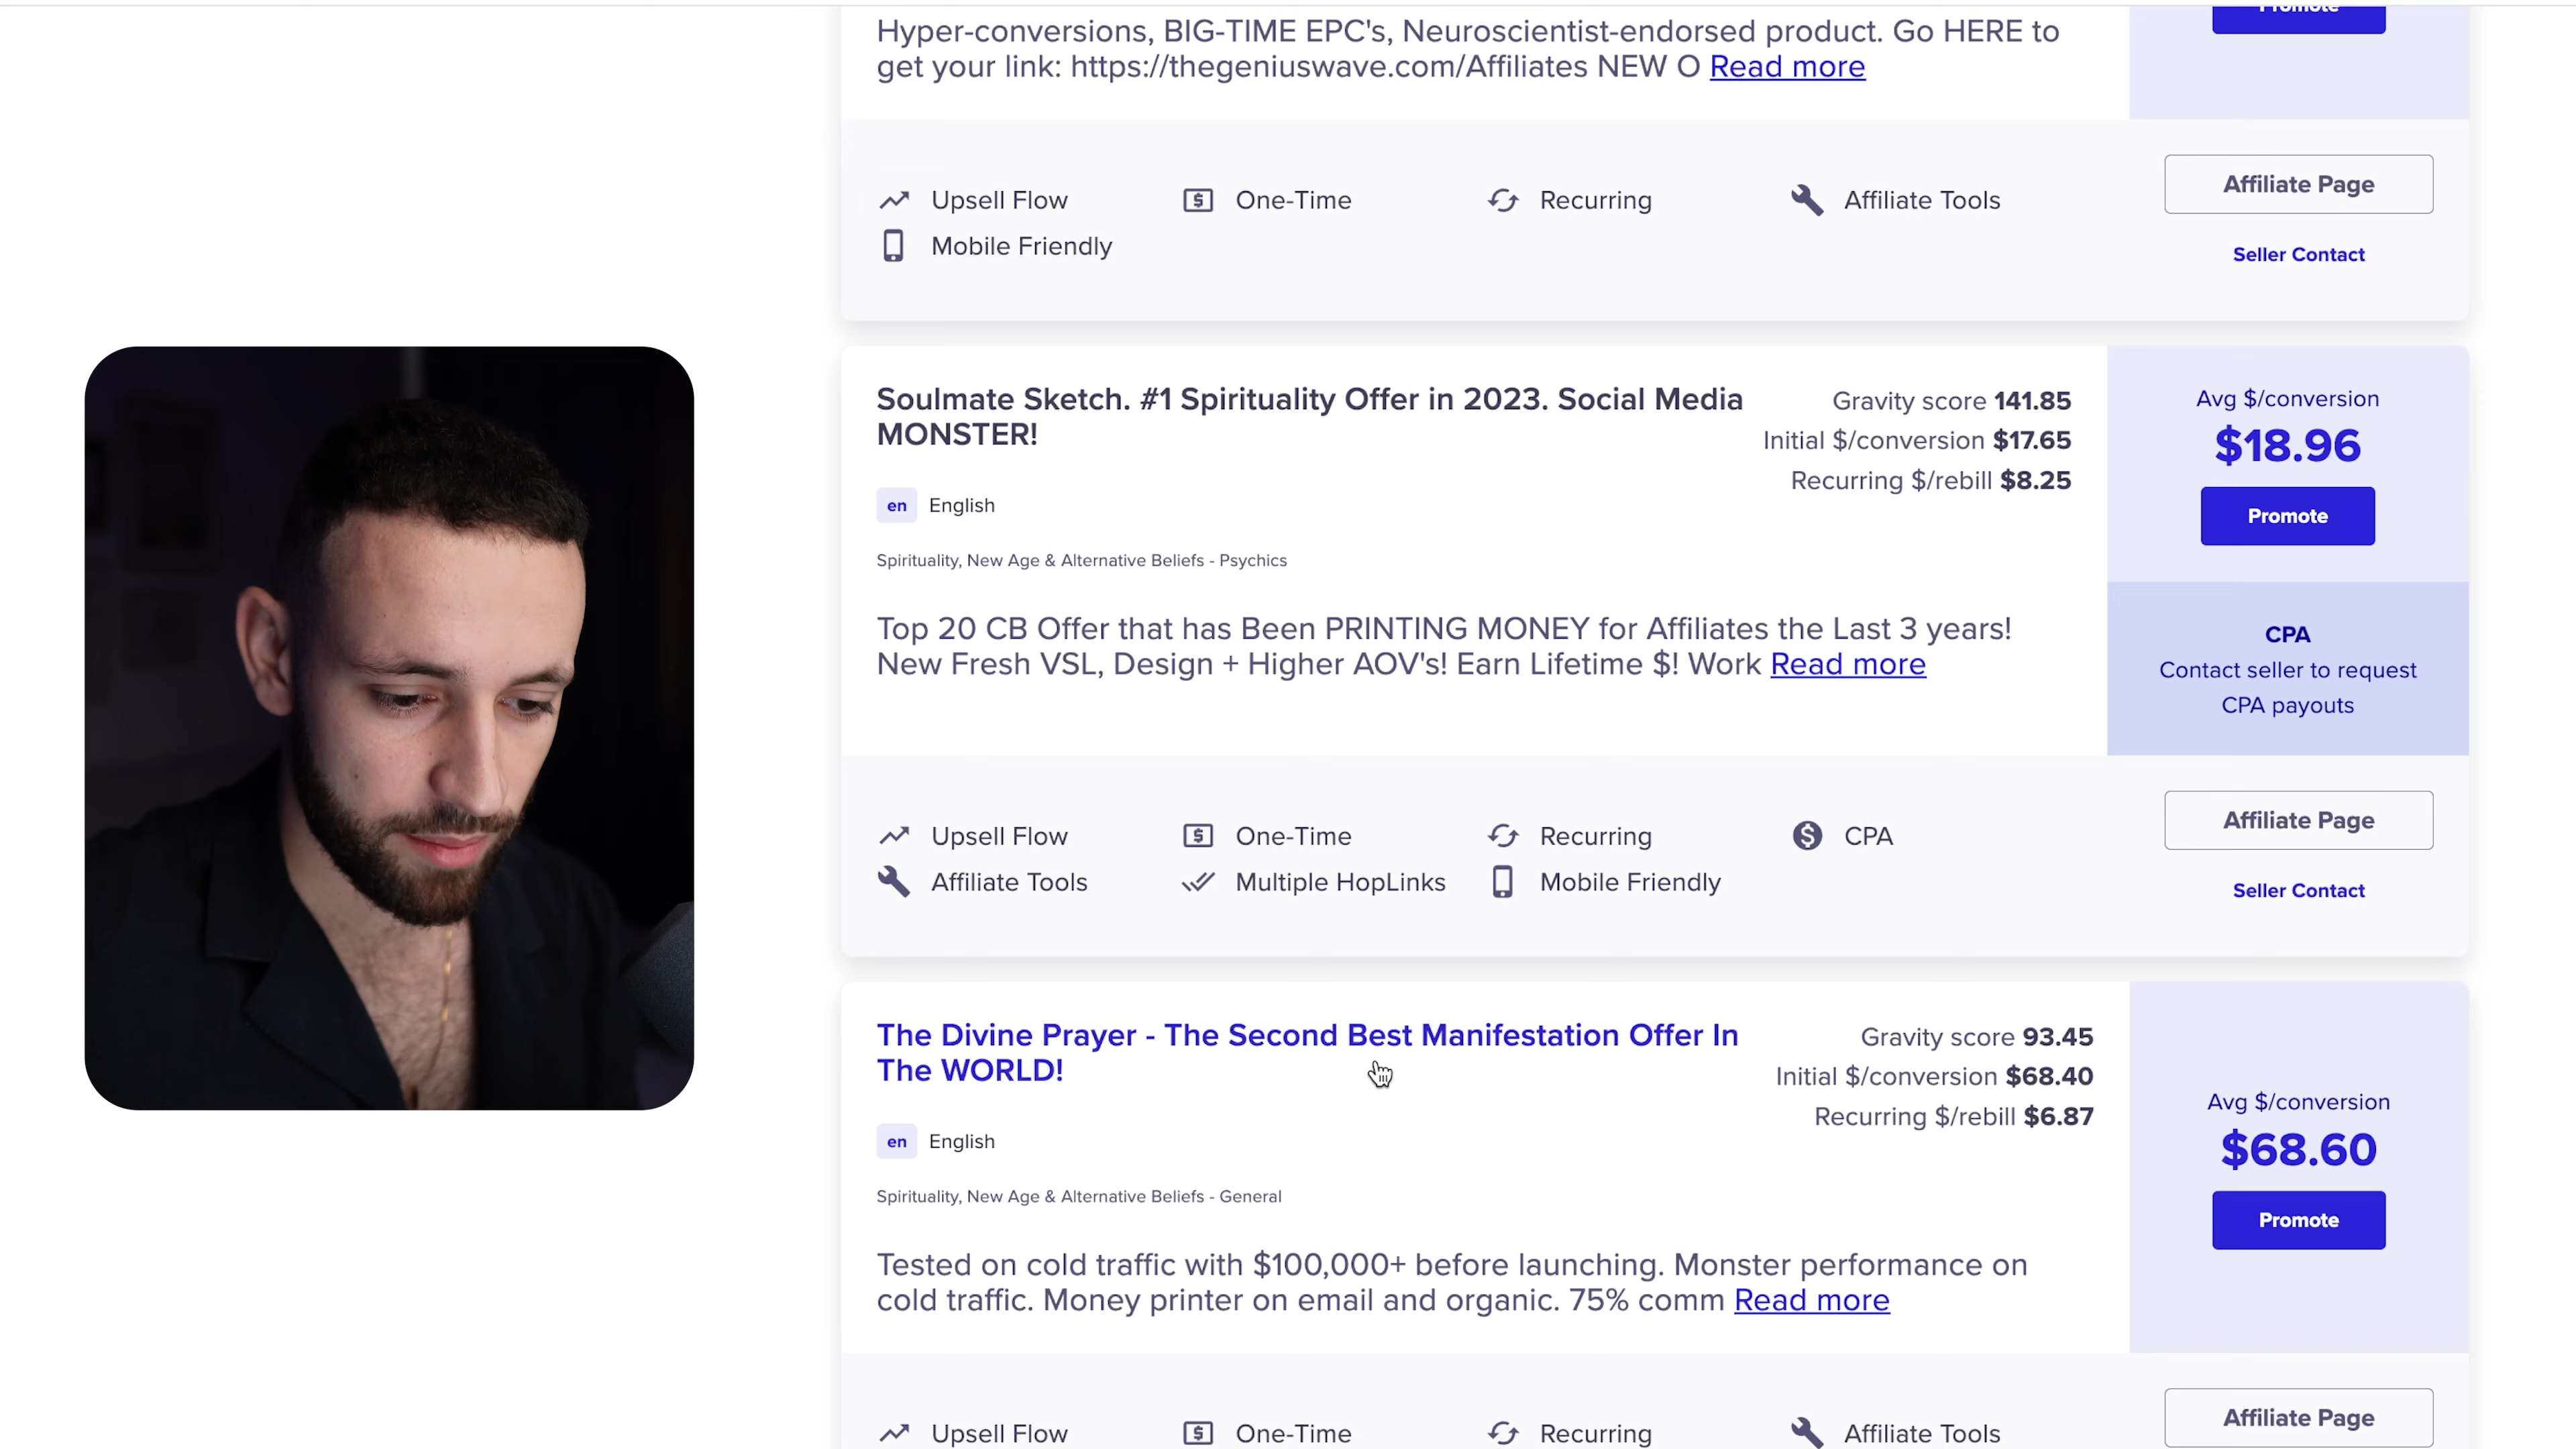 Promote
Hyper-conversions, BIG-TIME EPC's, Neuroscientist-endorsed product. Go HERE to
get your link: https://thegeniuswave.com/Affiliates NEW O Read more
Upsell Flow
One-Time
Recurring
Affiliate Tools
Mobile Friendly
Affiliate Page
Seller Contact
Soulmate Sketch. #1 Spirituality Offer in 2023. Social Media
MONSTER!
Gravity score 141.85
Initial $/conversion $17.65
Recurring $/rebill $8.25
Avg $/conversion
$18.96
Promote
en English
Spirituality, New Age & Alternative Beliefs - Psychics
Top 20 CB Offer that has Been PRINTING MONEY for Affiliates the Last 3 years!
New Fresh VSL, Design + Higher AOV's! Earn Lifetime $! Work Read more
CPA
Contact seller to request
CPA payouts
Upsell Flow
One-Time
Recurring
CPA
Affiliate Tools
Multiple HopLinks
Mobile Friendly
Affiliate Page
Seller Contact
The Divine Prayer - The Second Best Manifestation Offer In
The WORLD!
Gravity score 93.45
Initial $/conversion $68.40
Recurring $/rebill $6.87
Avg $/conversion
$68.60
Promote
en English
Spirituality, New Age & Alternative Beliefs - General
Tested on cold traffic with $100,000+ before launching. Monster performance on
cold traffic. Money printer on email and organic. 75% comm Read more
Upsell Flow
One-Time
Recurring
Affiliate Tools
Affiliate Page